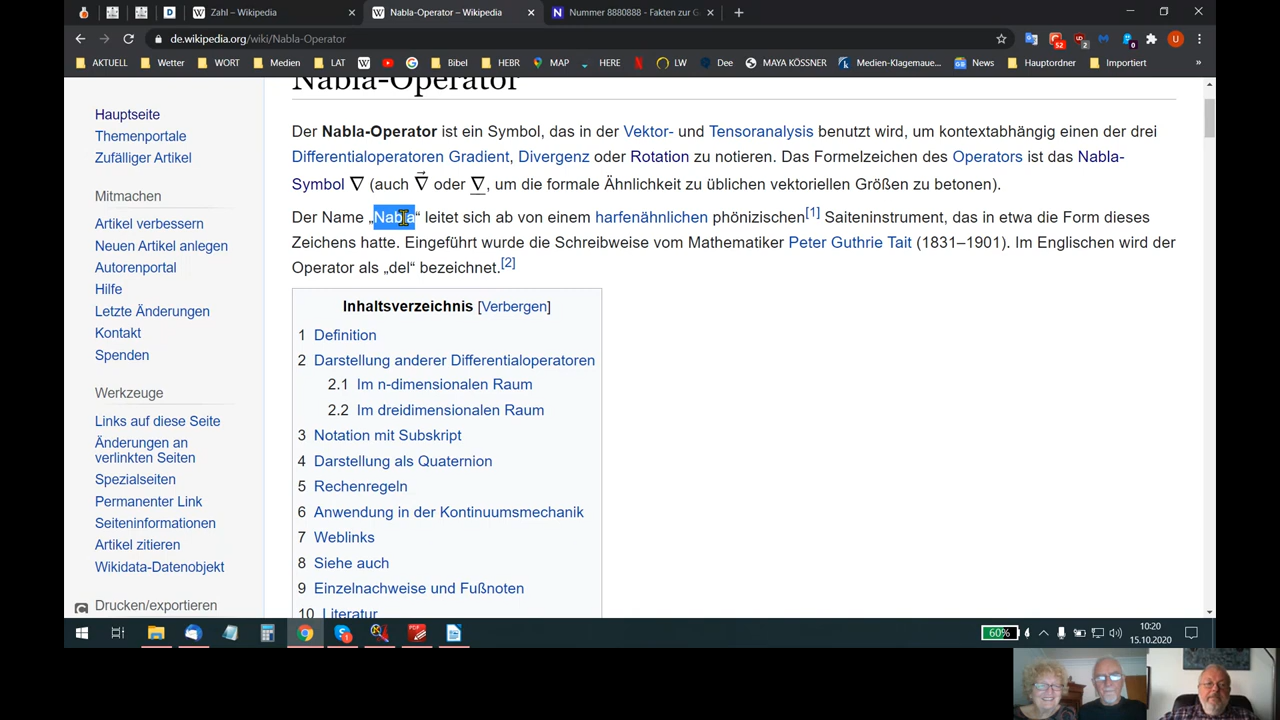 Zahl – Wikipedia
Nabla-Operator – Wikipedia
Nummer 8880888 - Fakten zur G
de.wikipedia.org/wiki/Nabla-Operator
AKTUELL Wetter WORT Medien LAT Bibel HEBR MAP HERE LW Dee MAYA KÖSSNER Medien-Klagemaue... News Hauptordner Importiert »
Nabla-Operator
Der Nabla-Operator ist ein Symbol, das in der Vektor- und Tensoranalysis benutzt wird, um kontextabhängig einen der drei
Differentialoperatoren Gradient, Divergenz oder Rotation zu notieren. Das Formelzeichen des Operators ist das Nabla-
Symbol ∇ (auch ∇⃗ oder ∇̲, um die formale Ähnlichkeit zu üblichen vektoriellen Größen zu betonen).
Der Name „Nabla“ leitet sich ab von einem harfenähnlichen phönizischen[1] Saiteninstrument, das in etwa die Form dieses
Zeichens hatte. Eingeführt wurde die Schreibweise vom Mathematiker Peter Guthrie Tait (1831–1901). Im Englischen wird der
Operator als „del“ bezeichnet.[2]
Inhaltsverzeichnis [Verbergen]
1 Definition
2 Darstellung anderer Differentialoperatoren
2.1 Im n-dimensionalen Raum
2.2 Im dreidimensionalen Raum
3 Notation mit Subskript
4 Darstellung als Quaternion
5 Rechenregeln
6 Anwendung in der Kontinuumsmechanik
7 Weblinks
8 Siehe auch
9 Einzelnachweise und Fußnoten
10 Literatur
Hauptseite
Themenportale
Zufälliger Artikel
Mitmachen
Artikel verbessern
Neuen Artikel anlegen
Autorenportal
Hilfe
Letzte Änderungen
Kontakt
Spenden
Werkzeuge
Links auf diese Seite
Änderungen an
verlinkten Seiten
Spezialseiten
Permanenter Link
Seiteninformationen
Artikel zitieren
Wikidata-Datenobjekt
Drucken/exportieren
60%
10:20
15.10.2020